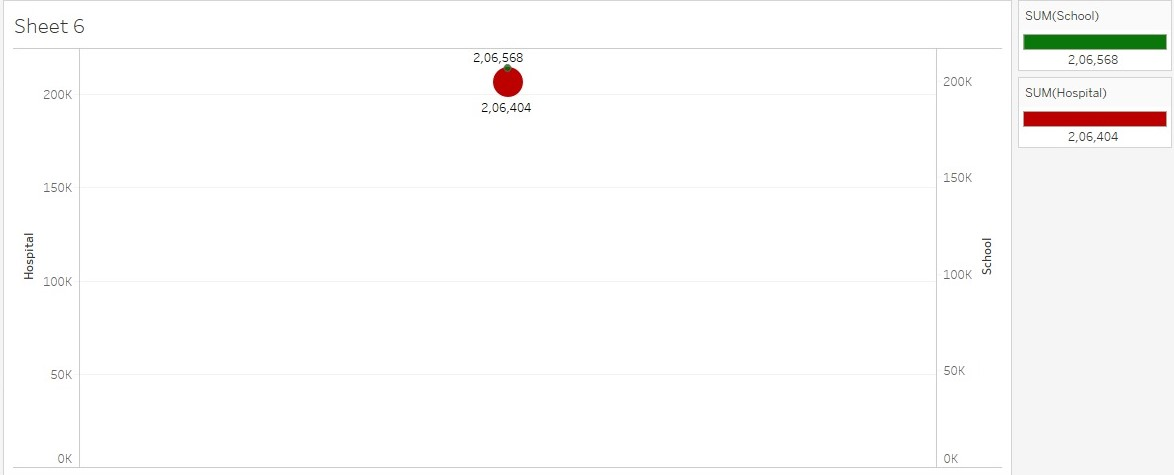 Sheet 6
2,06,568
2,06,404
200K
150K
100K
50K
0K
Hospital
200K
150K
100K
50K
0K
School
SUM(School)
2,06,568
SUM(Hospital)
2,06,404